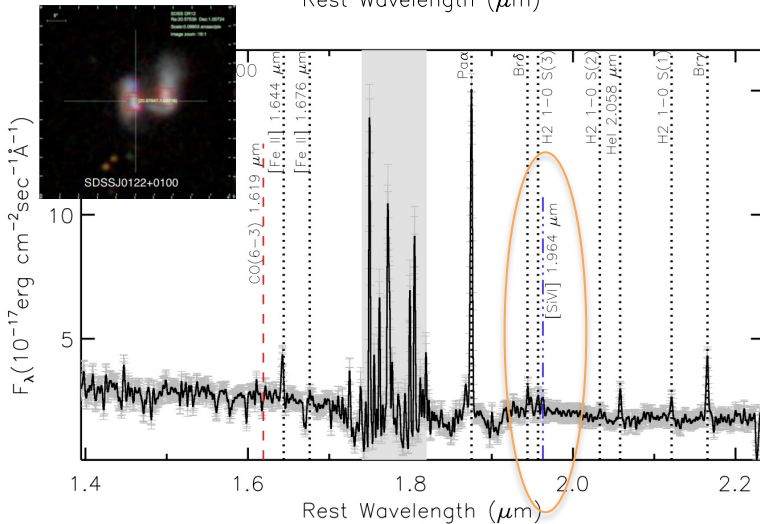 Rest Wavelength (μm)
SDSS DR12
SDSSJ0122+0100
00
CO(6-3) 1.619 μm
[Fe II] 1.644 μm
[Fe II] 1.676 μm
Paα
Brδ
H2 1-0 S(3)
[SiVI] 1.964 μm
H2 1-0 S(2)
HeI 2.058 μm
H2 1-0 S(1)
Brγ
10
5
Fλ(10⁻¹⁷erg cm⁻²sec⁻¹Å⁻¹)
1.4 1.6 1.8 2.0 2.2
Rest Wavelength (μm)